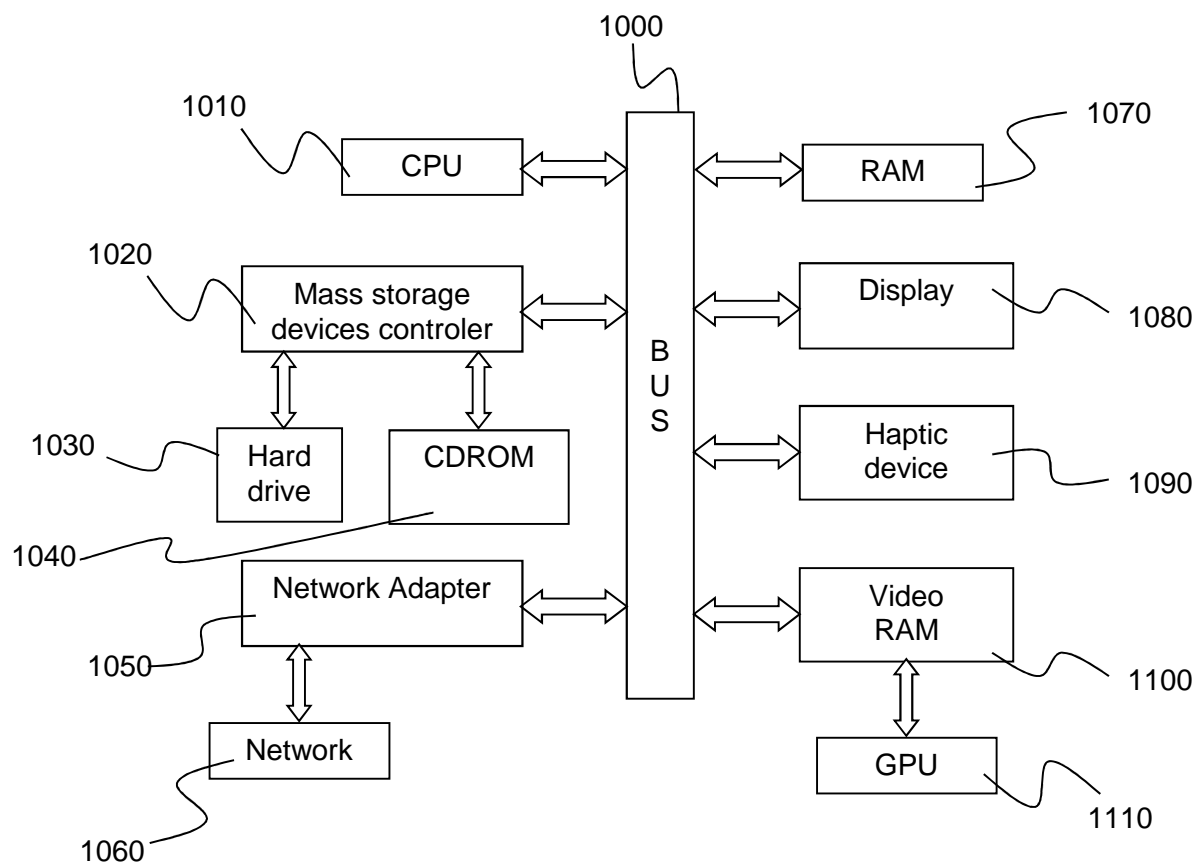 1000
1010
CPU
1070
RAM
1020
Mass storage
devices controler
Display
1080
B
U
S
1030
Hard
drive
CDROM
Haptic
device
1090
1040
Network Adapter
1050
Video
RAM
1100
Network
1060
GPU
1110